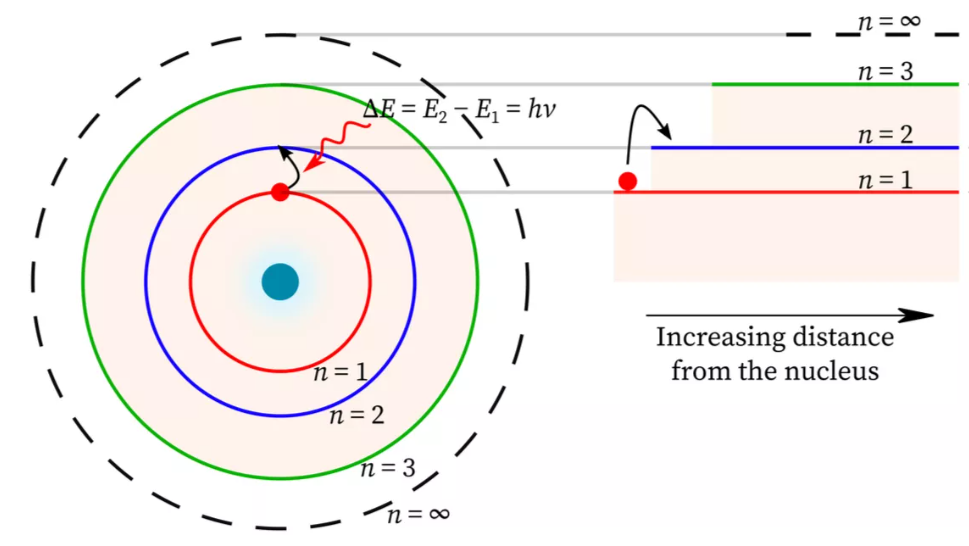 n = ∞
n = 3
ΔE = E₂ − E₁ = hν
n = 2
n = 1
Increasing distance
from the nucleus
n = 1
n = 2
n = 3
n = ∞